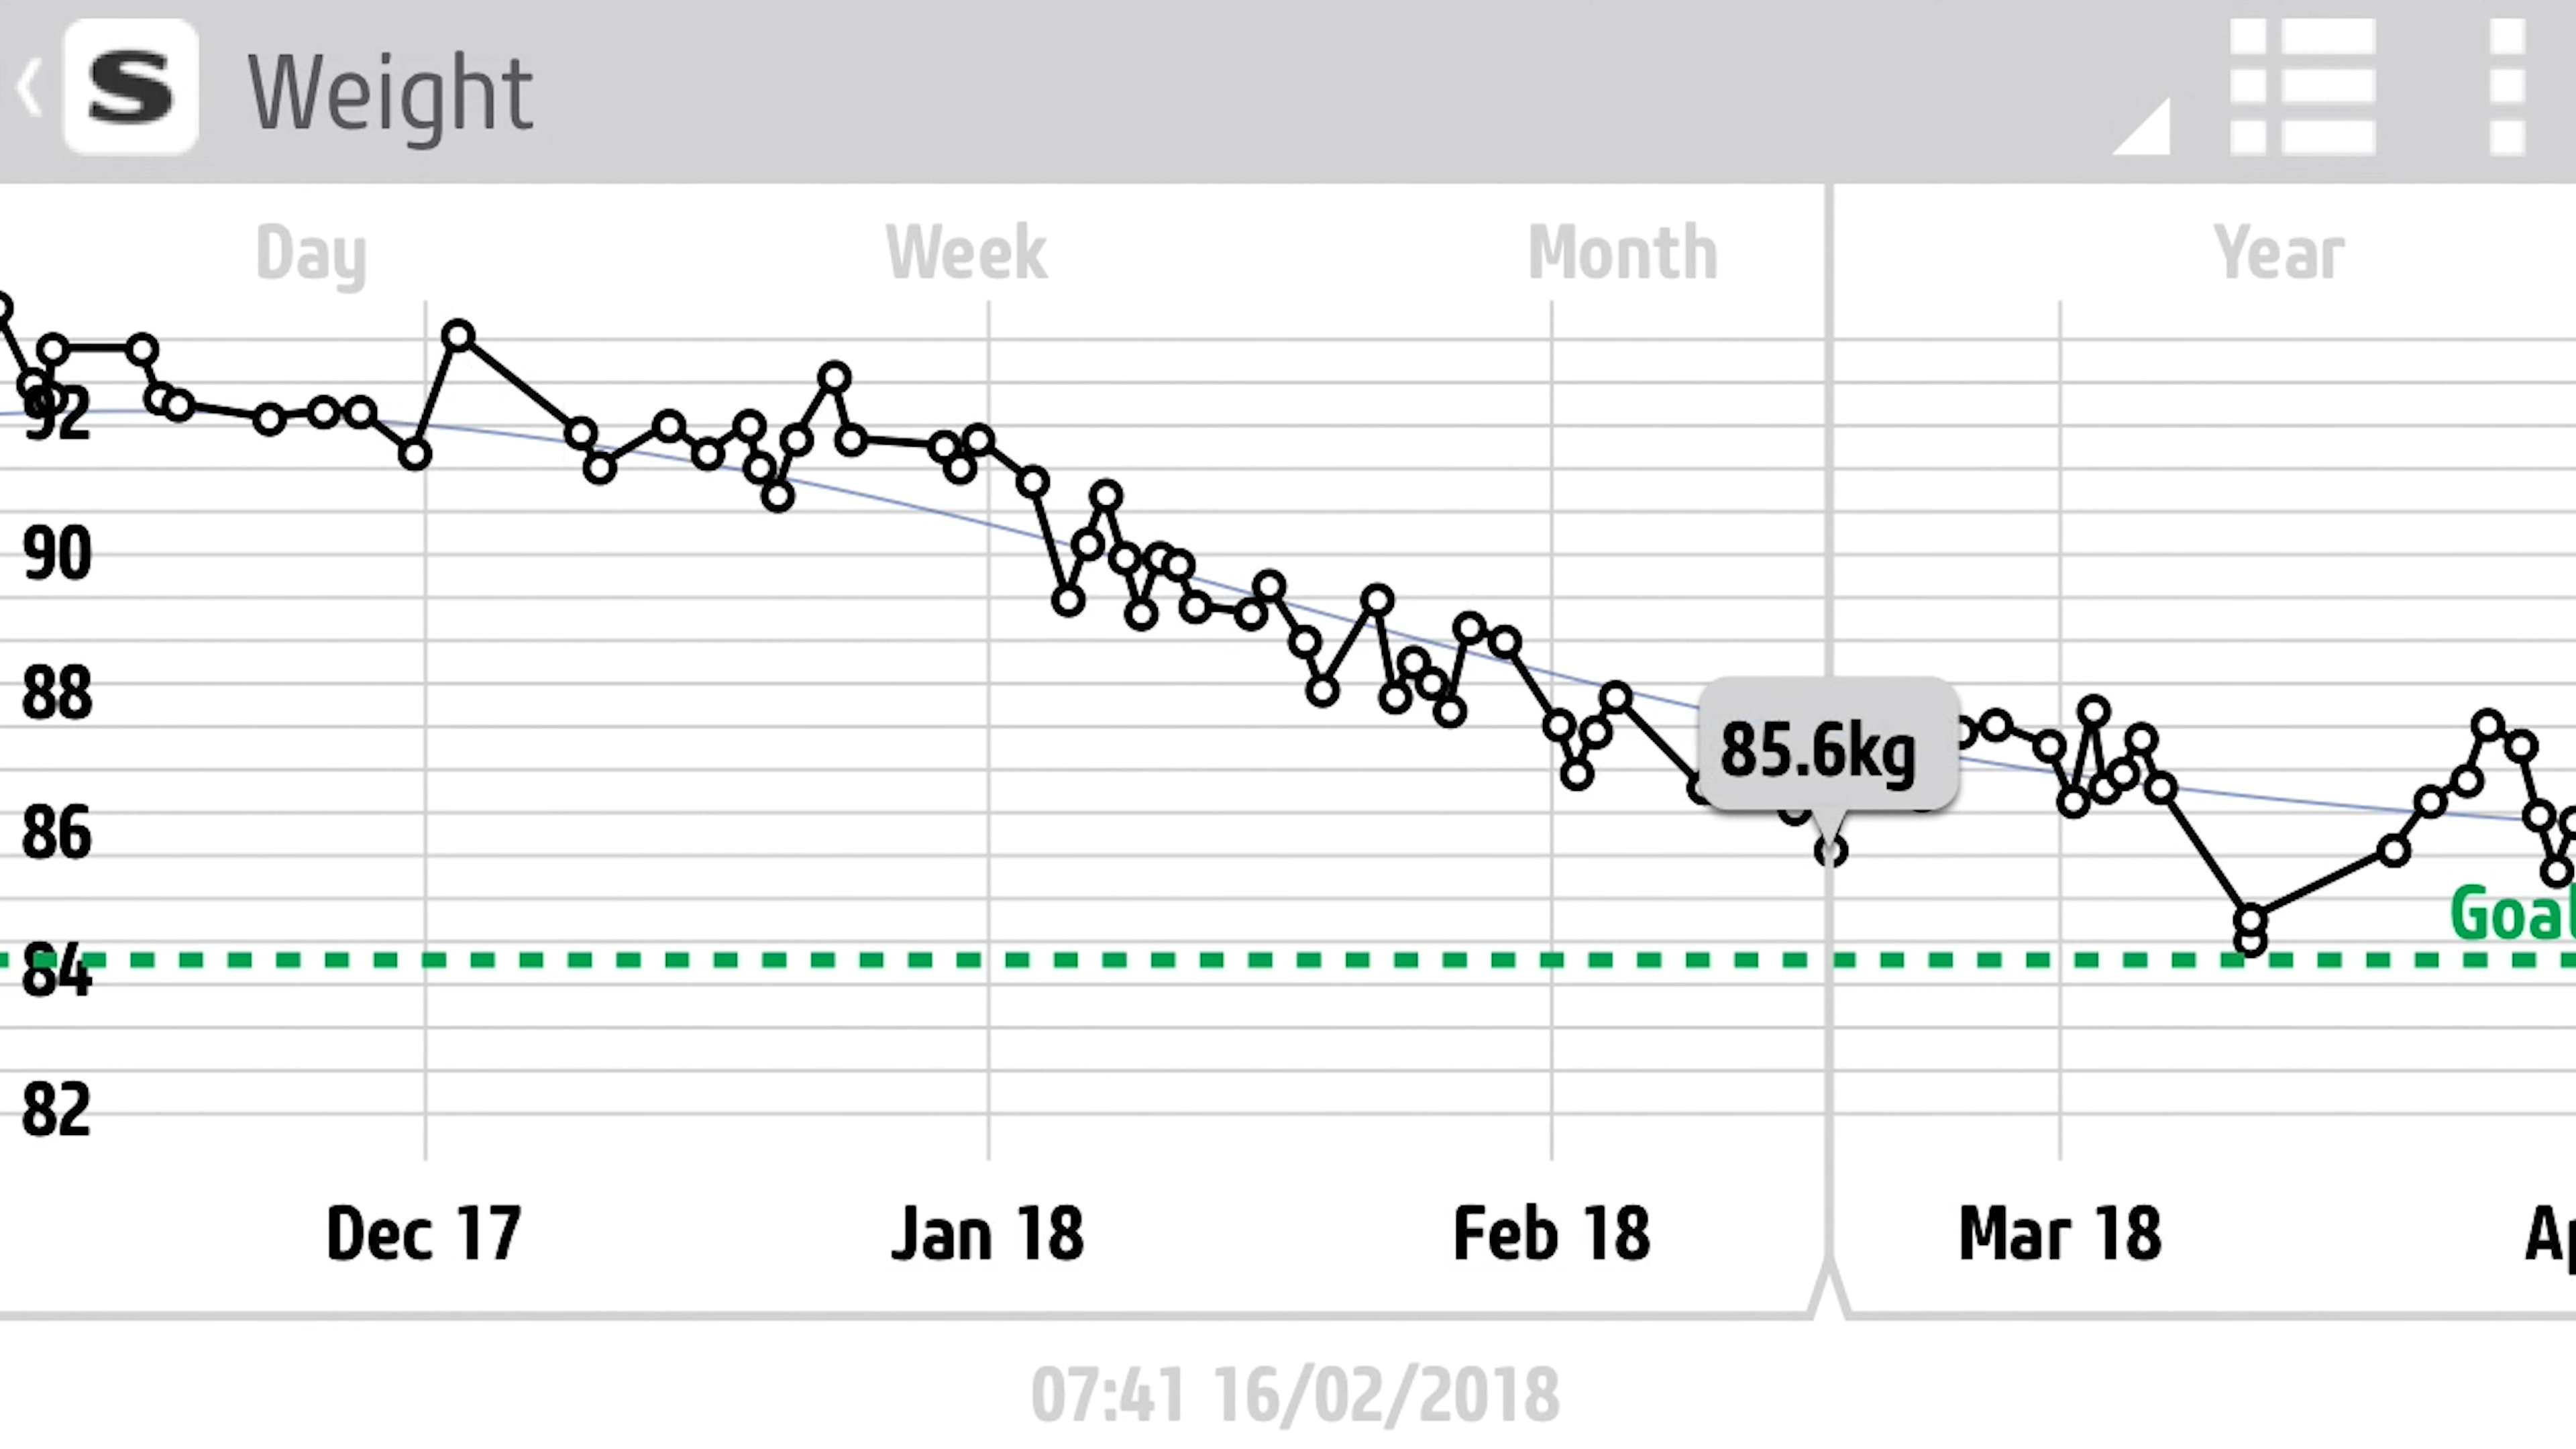 S Weight
Day Week Month Year
92
90
88
85.6kg
86
Goal
84
82
Dec 17 Jan 18 Feb 18 Mar 18 Ap
07:41 16/02/2018